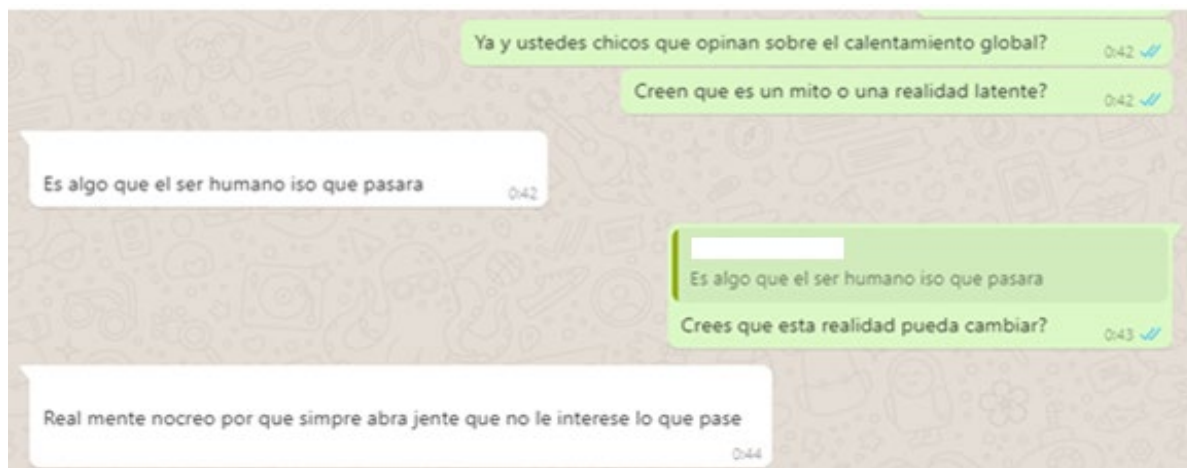 Ya y ustedes chicos que opinan sobre el calentamiento global?
0:42
Creen que es un mito o una realidad latente?
0:42
Es algo que el ser humano iso que pasara
0:42
Es algo que el ser humano iso que pasara
Crees que esta realidad pueda cambiar?
0:43
Real mente nocreo por que simpre abra jente que no le interese lo que pase
0:44